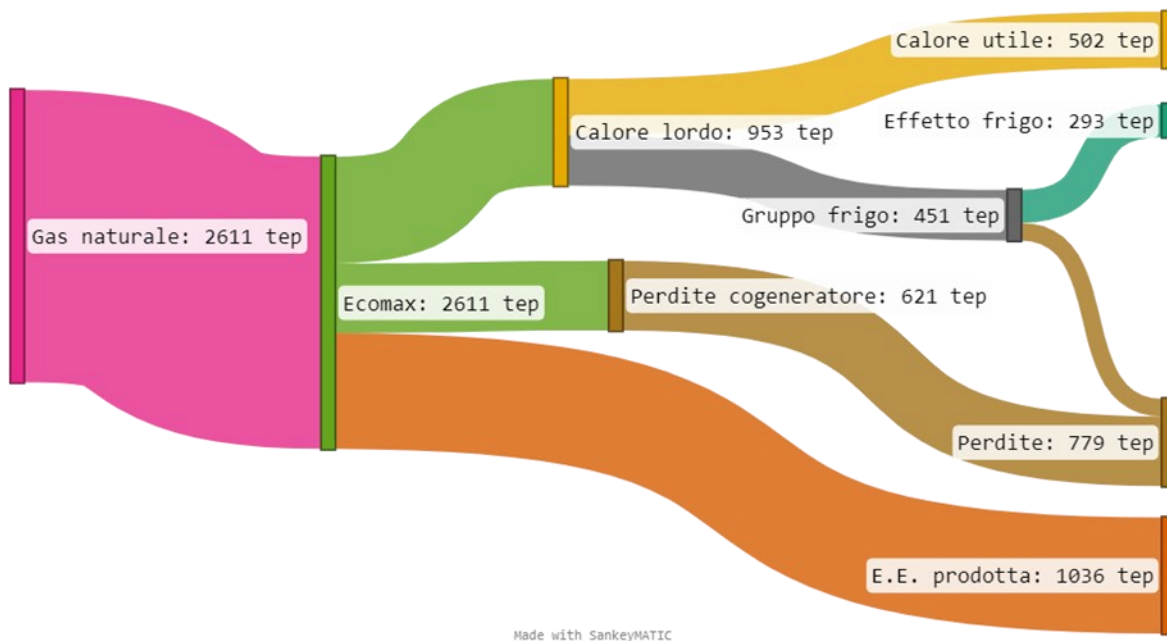 Calore utile: 502 tep
Effetto frigo: 293 tep
Calore lordo: 953 tep
Gruppo frigo: 451 tep
Gas naturale: 2611 tep
Ecomax: 2611 tep
Perdite cogeneratore: 621 tep
Perdite: 779 tep
E.E. prodotta: 1036 tep
Made with SankeyMATIC